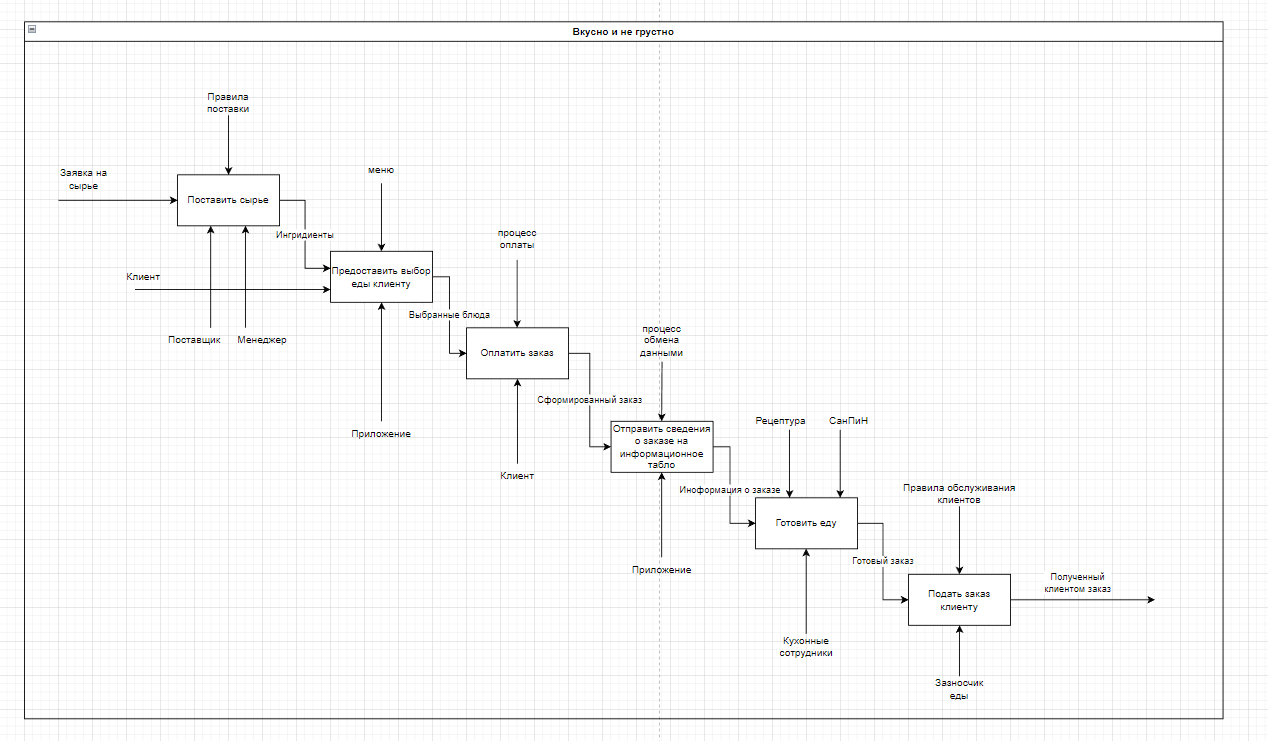 Вкусно и не грустно
Правила
поставки
Заявка на
сырье
меню
Поставить сырье
Ингридиенты
процесс
оплаты
Клиент
Предоставить выбор
еды клиенту
Выбранные блюда
Поставщик
Менеджер
процесс
обмена
данными
Оплатить заказ
Сформированный заказ
Приложение
Рецептура
СанПиН
Отправить сведения
о заказе на
информационное
табло
Клиент
Иноформация о заказе
Правила обслуживания
клиентов
Готовить еду
Готовый заказ
Приложение
Полученный
клиентом заказ
Подать заказ
клиенту
Кухонные
сотрудники
Зазносчик
еды